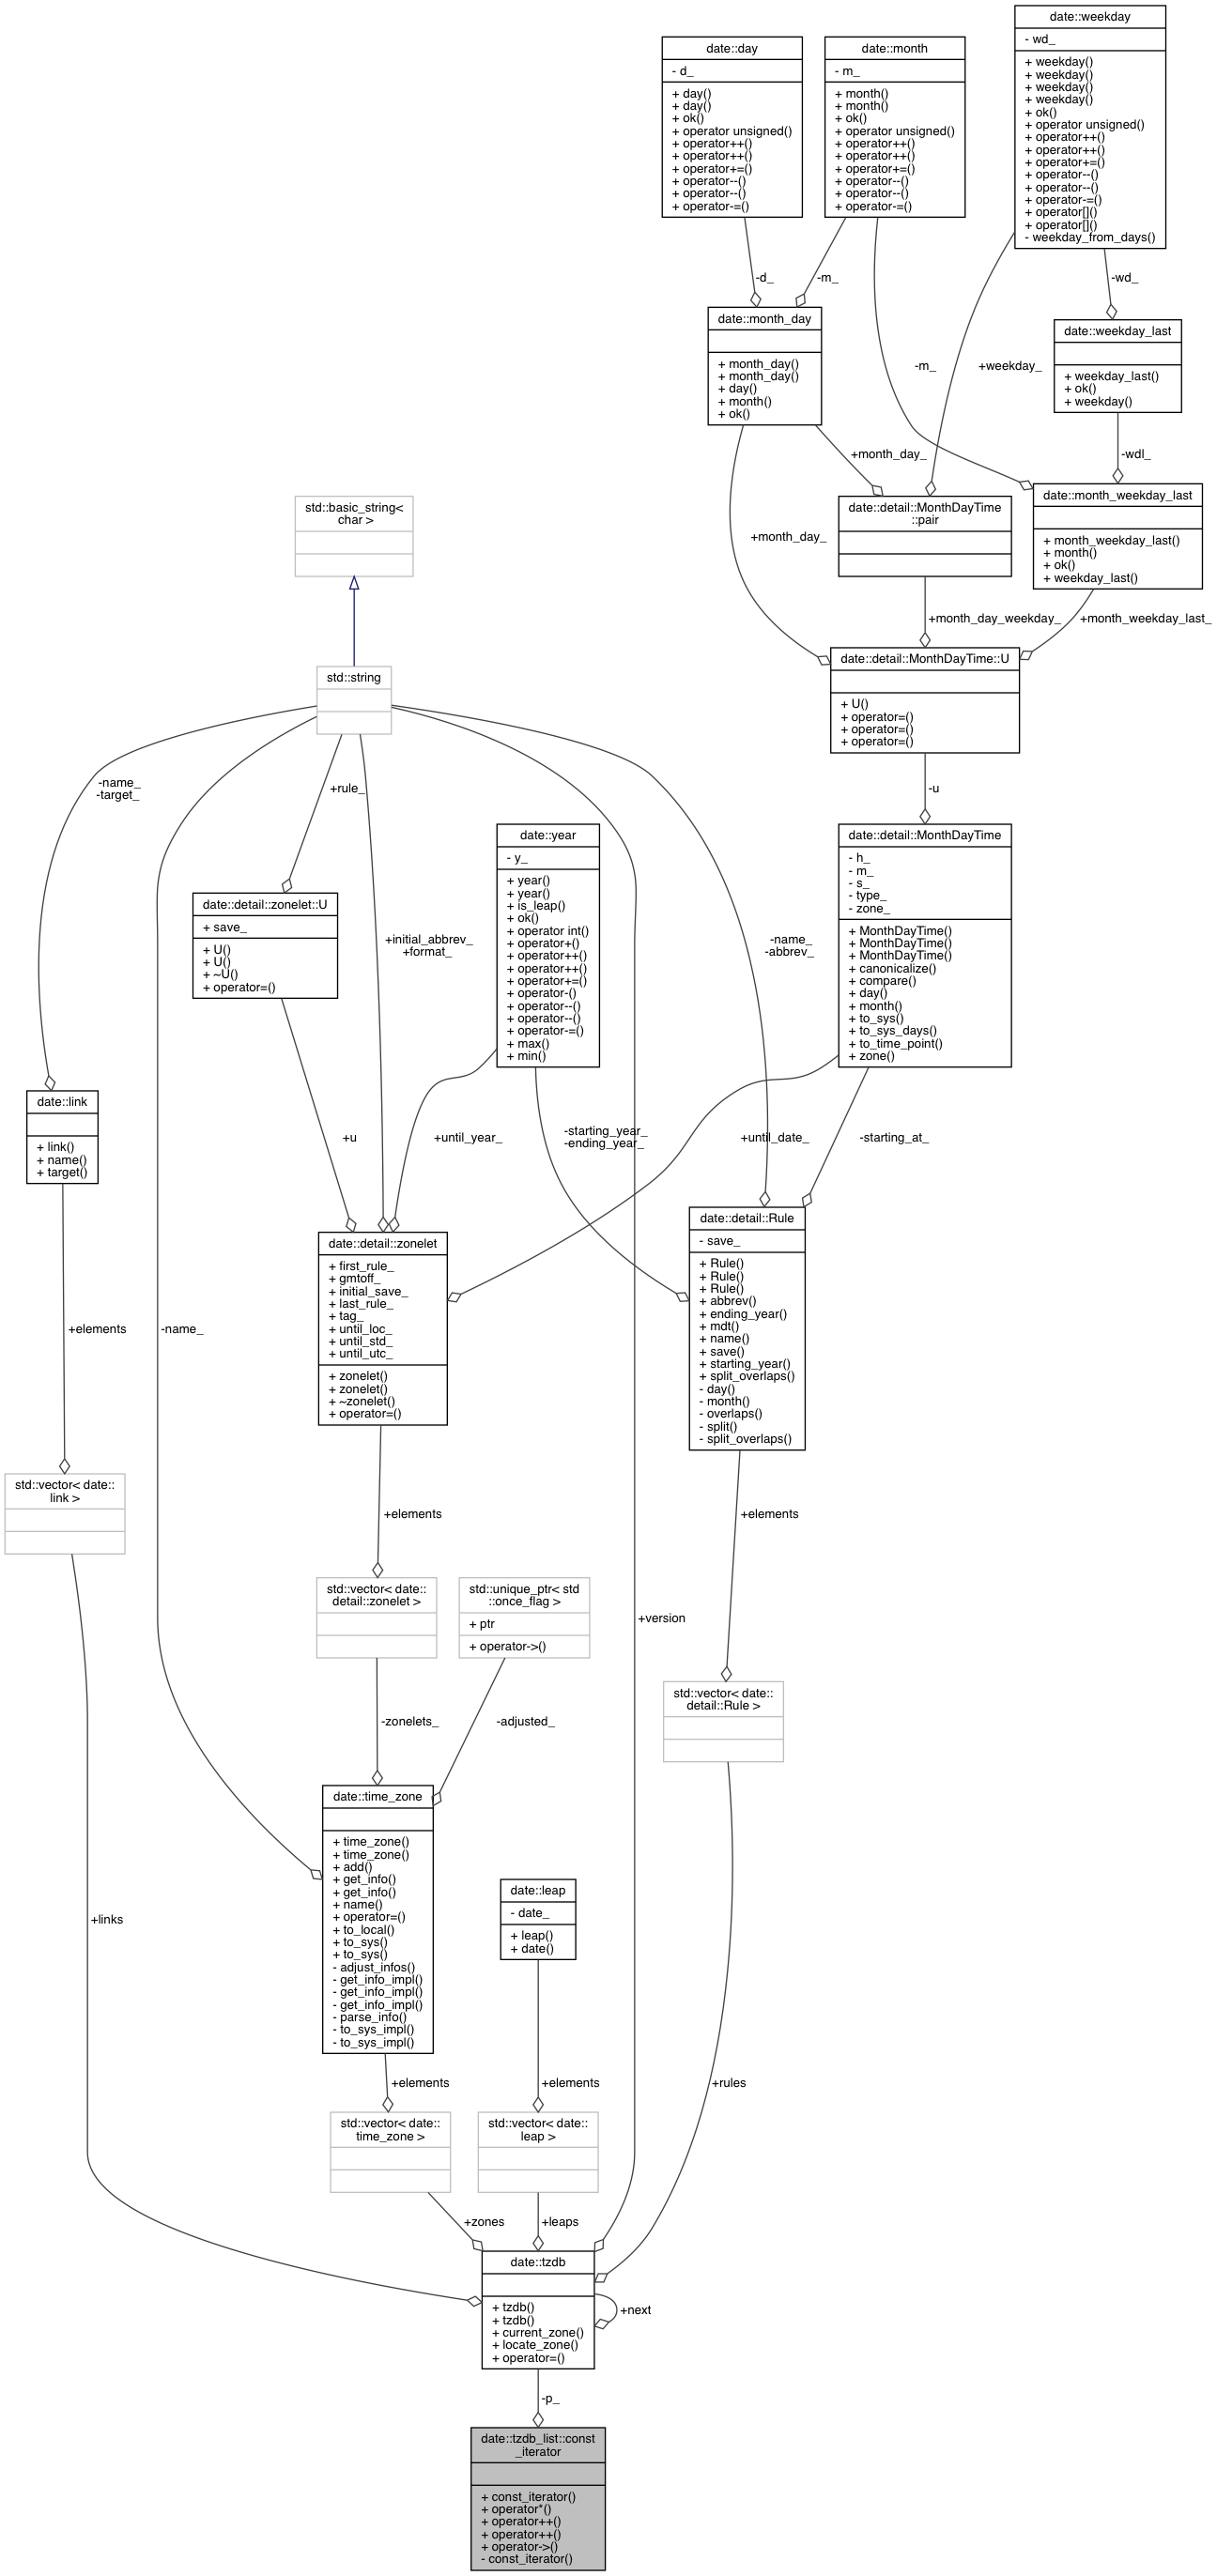 date::weekday
- wd_
+ weekday()
+ weekday()
+ weekday()
+ weekday()
+ ok()
+ operator unsigned()
+ operator++()
+ operator++()
+ operator+=()
+ operator--()
+ operator--()
+ operator-=()
+ operator[]()
+ operator[]()
- weekday_from_days()
date::day
- d_
+ day()
+ day()
+ ok()
+ operator unsigned()
+ operator++()
+ operator++()
+ operator+=()
+ operator--()
+ operator--()
+ operator-=()
date::month
- m_
+ month()
+ month()
+ ok()
+ operator unsigned()
+ operator++()
+ operator++()
+ operator+=()
+ operator--()
+ operator--()
+ operator-=()
-d_
-m_
-wd_
date::month_day
+ month_day()
+ month_day()
+ day()
+ month()
+ ok()
-m_
+weekday_
date::weekday_last
+ weekday_last()
+ ok()
+ weekday()
+month_day_
-wdl_
std::basic_string<
char >
+month_day_
date::detail::MonthDayTime
::pair
date::month_weekday_last
+ month_weekday_last()
+ month()
+ ok()
+ weekday_last()
+month_day_weekday_
+month_weekday_last_
std::string
date::detail::MonthDayTime::U
+ U()
+ operator=()
+ operator=()
+ operator=()
-name_
-target_
+rule_
-u
date::detail::zonelet::U
+ save_
+ U()
+ U()
+ ~U()
+ operator=()
+initial_abbrev_
+format_
date::year
- y_
+ year()
+ year()
+ is_leap()
+ ok()
+ operator int()
+ operator+()
+ operator++()
+ operator++()
+ operator+=()
+ operator-()
+ operator--()
+ operator--()
+ operator-=()
+ max()
+ min()
-name_
-abbrev_
date::detail::MonthDayTime
- h_
- m_
- s_
- type_
- zone_
+ MonthDayTime()
+ MonthDayTime()
+ MonthDayTime()
+ canonicalize()
+ compare()
+ day()
+ month()
+ to_sys()
+ to_sys_days()
+ to_time_point()
+ zone()
date::link
+ link()
+ name()
+ target()
+u
+until_year_
-starting_year_
-ending_year_
+until_date_
-starting_at_
date::detail::zonelet
+ first_rule_
+ gmtoff_
+ initial_save_
+ last_rule_
+ tag_
+ until_loc_
+ until_std_
+ until_utc_
+ zonelet()
+ zonelet()
+ ~zonelet()
+ operator=()
date::detail::Rule
- save_
+ Rule()
+ Rule()
+ Rule()
+ abbrev()
+ ending_year()
+ mdt()
+ name()
+ save()
+ starting_year()
+ split_overlaps()
- day()
- month()
- overlaps()
- split()
- split_overlaps()
+elements
-name_
std::vector< date::
link >
+elements
+elements
std::vector< date::
detail::zonelet >
std::unique_ptr< std
::once_flag >
+ ptr
+ operator->()
+version
std::vector< date::
detail::Rule >
-zonelets_
-adjusted_
date::time_zone
+ time_zone()
+ time_zone()
+ add()
+ get_info()
+ get_info()
+ name()
+ operator=()
+ to_local()
+ to_sys()
+ to_sys()
- adjust_infos()
- get_info_impl()
- get_info_impl()
- get_info_impl()
- parse_info()
- to_sys_impl()
- to_sys_impl()
date::leap
- date_
+ leap()
+ date()
+links
+elements
+elements
+rules
std::vector< date::
time_zone >
std::vector< date::
leap >
+zones
+leaps
date::tzdb
+ tzdb()
+ tzdb()
+ current_zone()
+ locate_zone()
+ operator=()
+next
-p_
date::tzdb_list::const
_iterator
+ const_iterator()
+ operator*()
+ operator++()
+ operator++()
+ operator->()
- const_iterator()